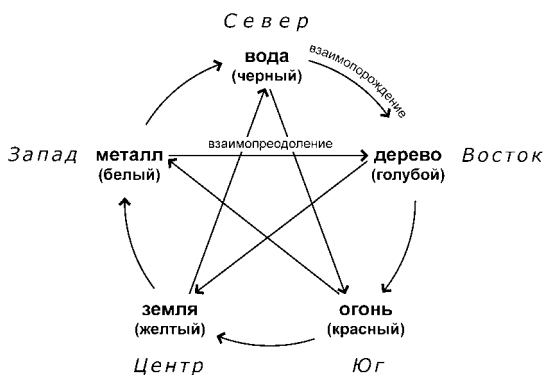 Север
вода
(черный)
взаимопорождение
Запад
металл
(белый)
взаимопреодоление
дерево
(голубой)
Восток
земля
(желтый)
огонь
(красный)
Центр
Юг